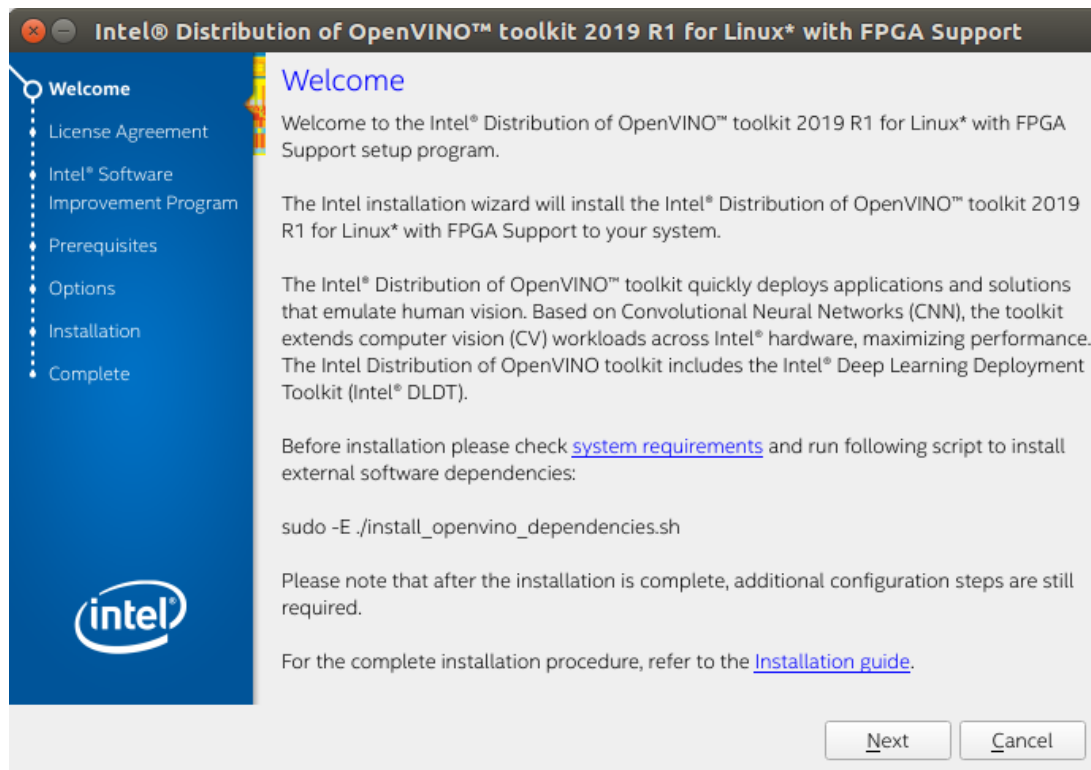 Intel® Distribution of OpenVINO™ toolkit 2019 R1 for Linux* with FPGA Support
Welcome
License Agreement
Intel® Software
Improvement Program
Prerequisites
Options
Installation
Complete
intel®
Welcome
Welcome to the Intel® Distribution of OpenVINO™ toolkit 2019 R1 for Linux* with FPGA
Support setup program.
The Intel installation wizard will install the Intel® Distribution of OpenVINO™ toolkit 2019
R1 for Linux* with FPGA Support to your system.
The Intel® Distribution of OpenVINO™ toolkit quickly deploys applications and solutions
that emulate human vision. Based on Convolutional Neural Networks (CNN), the toolkit
extends computer vision (CV) workloads across Intel® hardware, maximizing performance.
The Intel Distribution of OpenVINO toolkit includes the Intel® Deep Learning Deployment
Toolkit (Intel® DLDT).
Before installation please check system requirements and run following script to install
external software dependencies:
sudo -E ./install_openvino_dependencies.sh
Please note that after the installation is complete, additional configuration steps are still
required.
For the complete installation procedure, refer to the Installation guide.
Next
Cancel